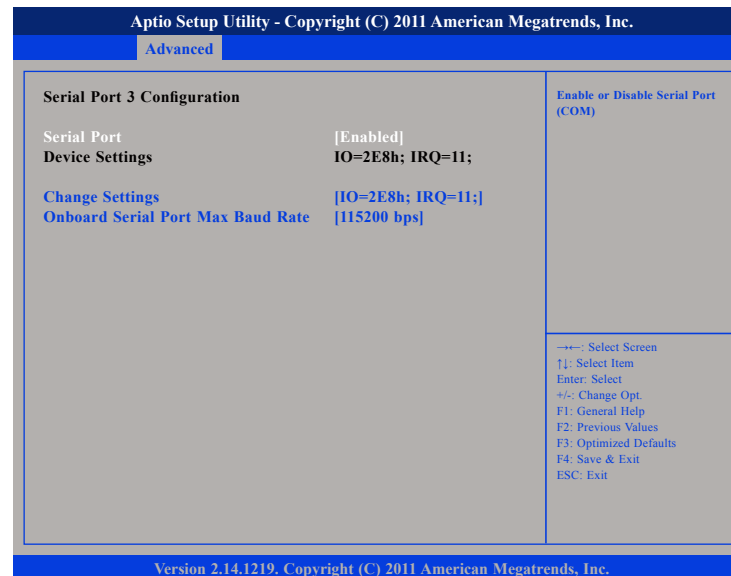 Aptio Setup Utility - Copyright (C) 2011 American Megatrends, Inc.
Advanced
Serial Port 3 Configuration
Serial Port [Enabled]
Device Settings IO=2E8h; IRQ=11;
Change Settings [IO=2E8h; IRQ=11;]
Onboard Serial Port Max Baud Rate [115200 bps]
Enable or Disable Serial Port
(COM)
→←: Select Screen
↑↓: Select Item
Enter: Select
+/-: Change Opt.
F1: General Help
F2: Previous Values
F3: Optimized Defaults
F4: Save & Exit
ESC: Exit
Version 2.14.1219. Copyright (C) 2011 American Megatrends, Inc.